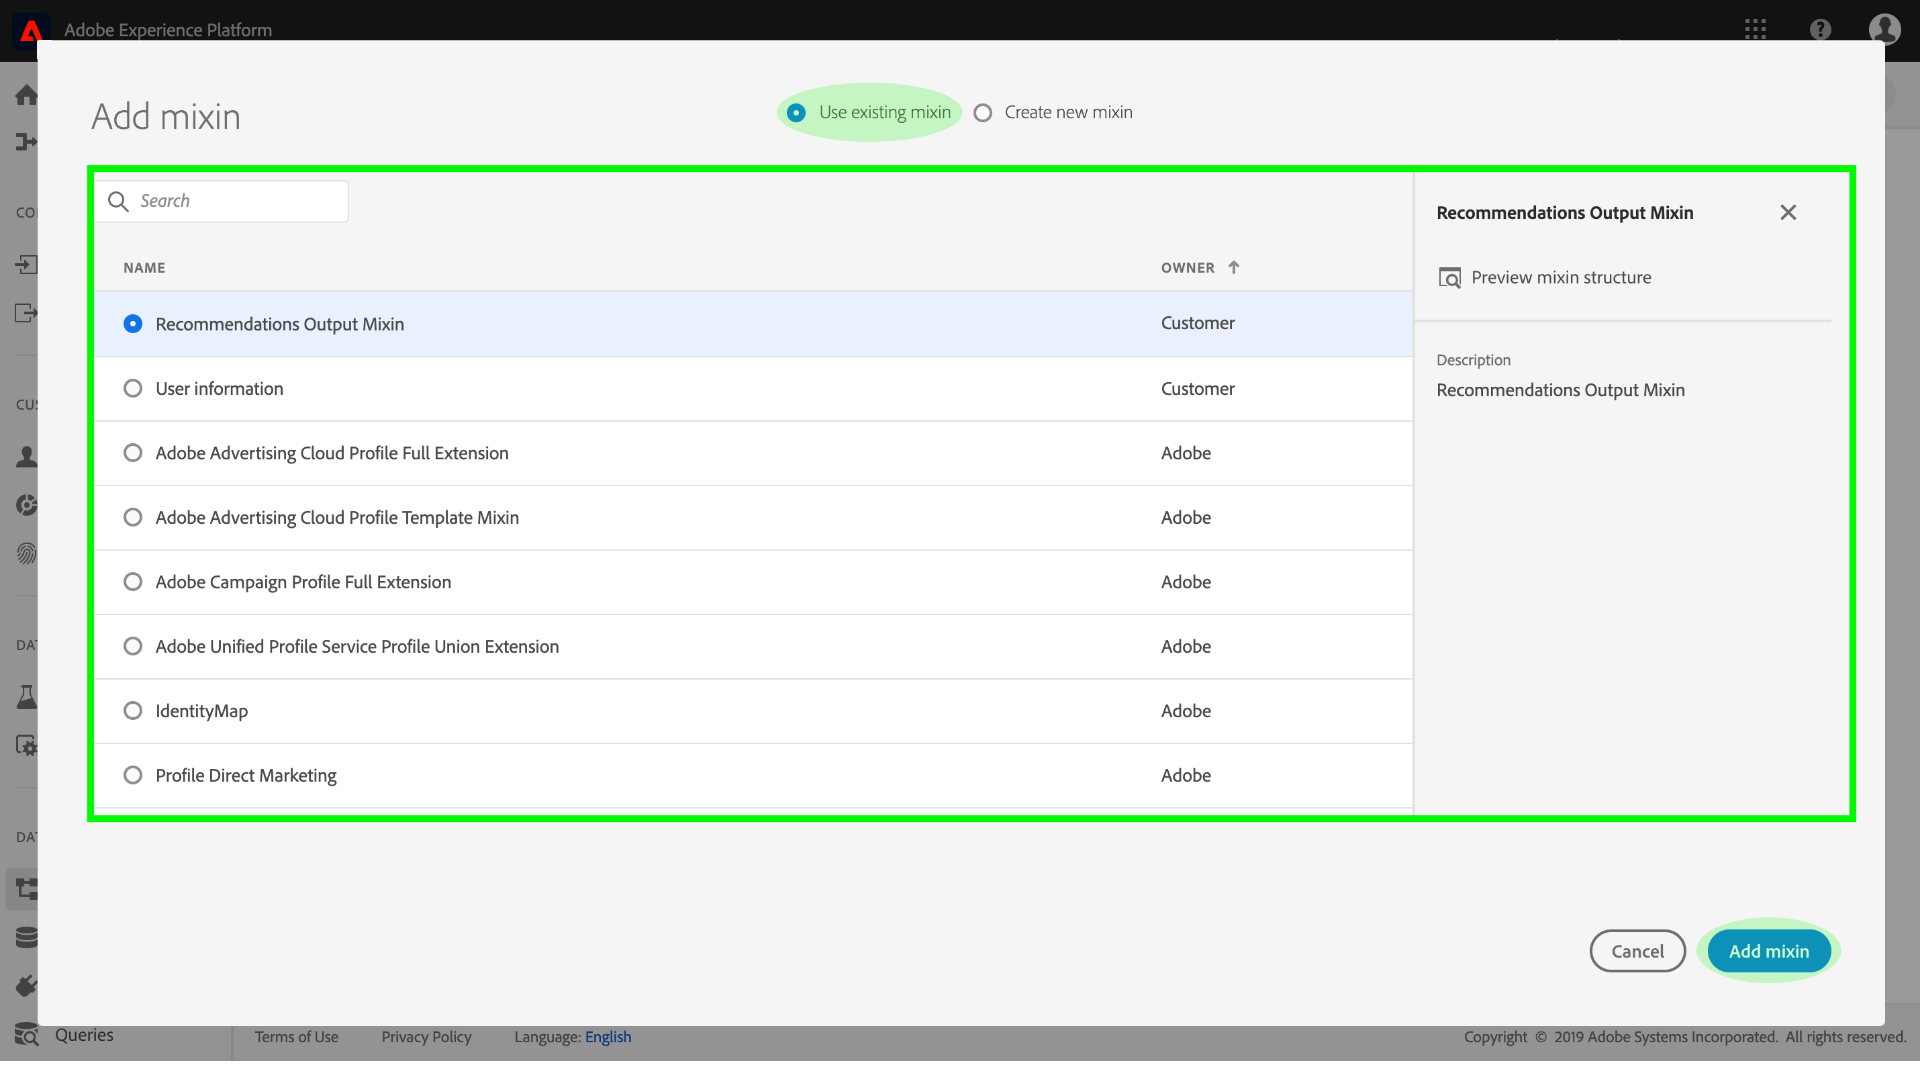 Adobe Experience Platform
Add mixin
Use existing mixin
Create new mixin
Search
NAME
OWNER
Recommendations Output Mixin
Customer
User information
Customer
Adobe Advertising Cloud Profile Full Extension
Adobe
Adobe Advertising Cloud Profile Template Mixin
Adobe
Adobe Campaign Profile Full Extension
Adobe
Adobe Unified Profile Service Profile Union Extension
Adobe
IdentityMap
Adobe
Profile Direct Marketing
Adobe
Recommendations Output Mixin
Preview mixin structure
Description
Recommendations Output Mixin
CO
CUS
DAT
DAT
Cancel
Add mixin
Queries
Terms of Use
Privacy Policy
Language: English
Copyright © 2019 Adobe Systems Incorporated. All rights reserved.